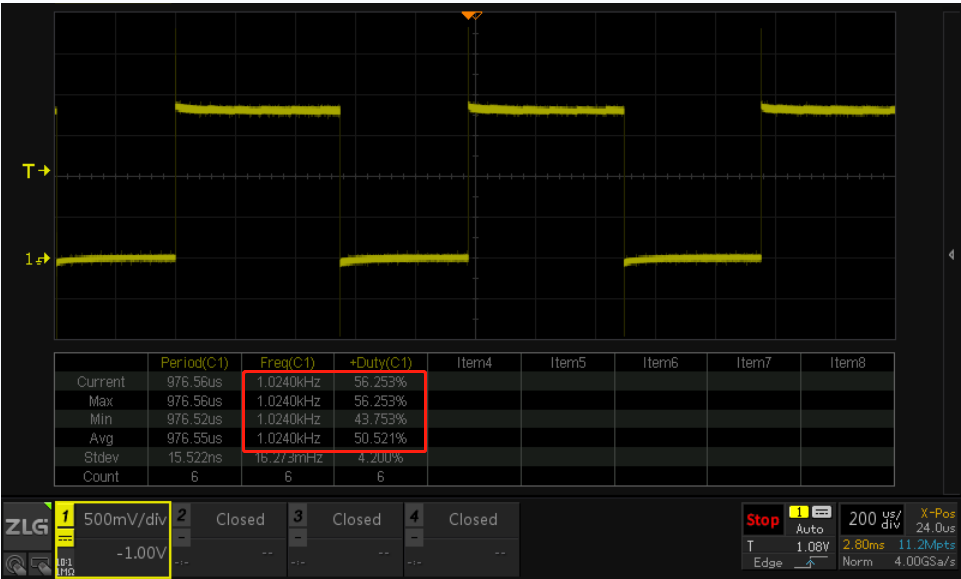 T
1
Period(C1) Freq(C1) +Duty(C1) Item4 Item5 Item6 Item7 Item8
Current 976.56us 1.0240kHz 56.253%
Max 976.56us 1.0240kHz 56.253%
Min 976.52us 1.0240kHz 43.753%
Avg 976.55us 1.0240kHz 50.521%
Stdev 15.522ns 16.273mHz 4.200%
Count 6 6 6
ZLG
1 500mV/div 2 Closed 3 Closed 4 Closed
-1.00V -- -- --
10:1 -:- -:- -:-
1MΩ
Stop 1 Auto 200 us/div X-Pos 24.0us
T 1.08V 2.80ms 11.2Mpts
Edge Norm 4.00GSa/s